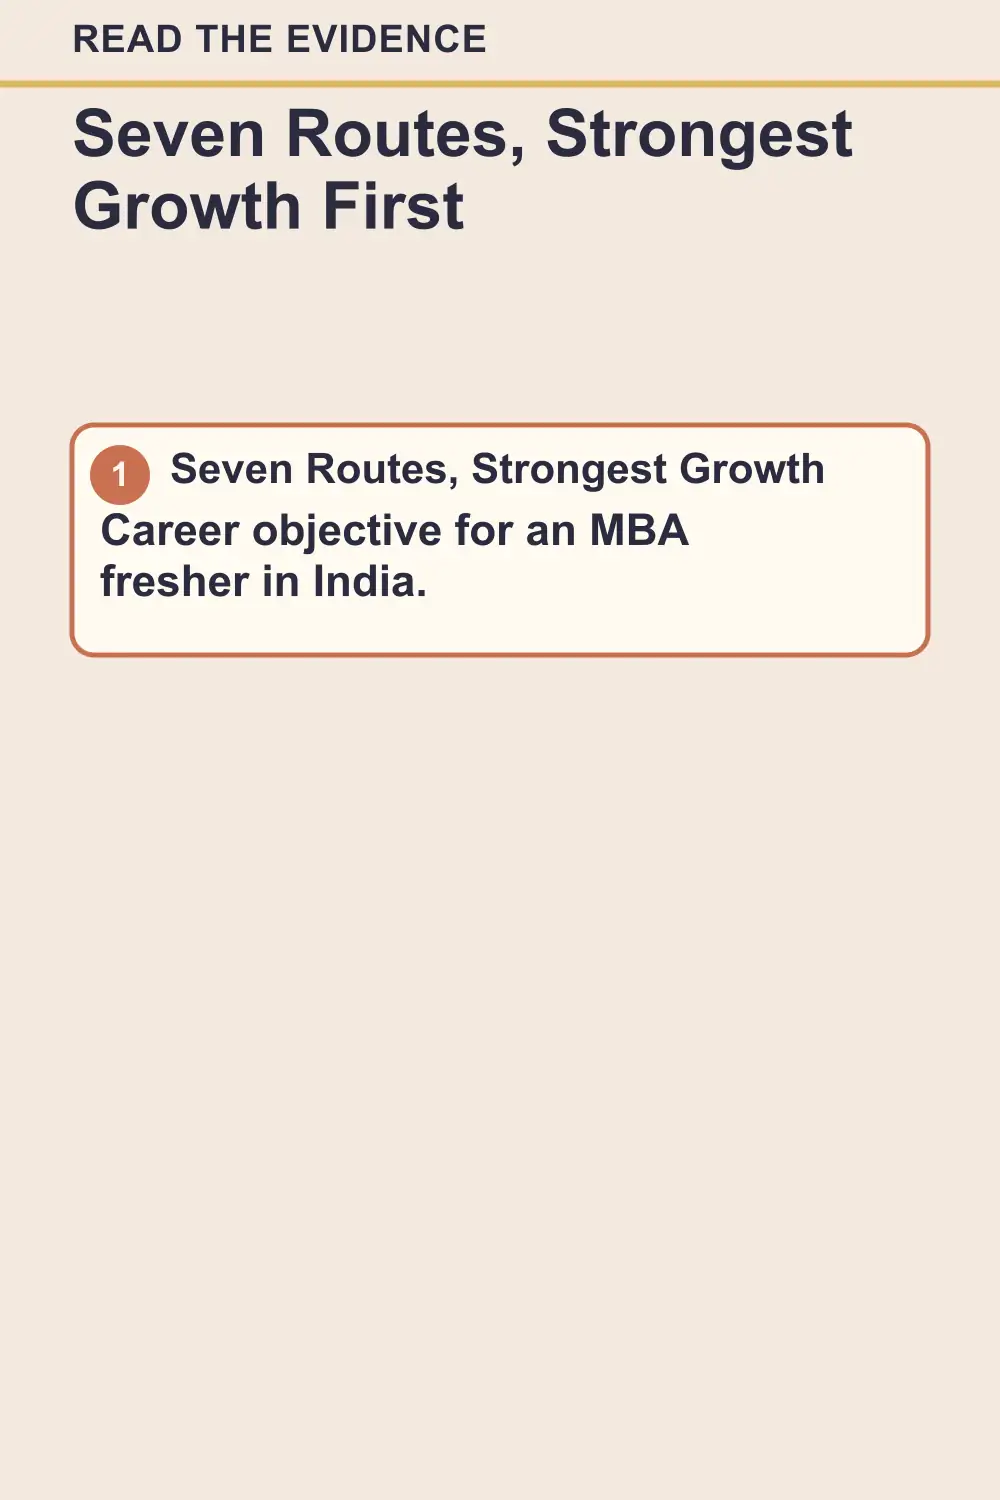 READ THE EVIDENCE
Seven Routes, Strongest
Growth First
1 Seven Routes, Strongest Growth
Career objective for an MBA
fresher in India.